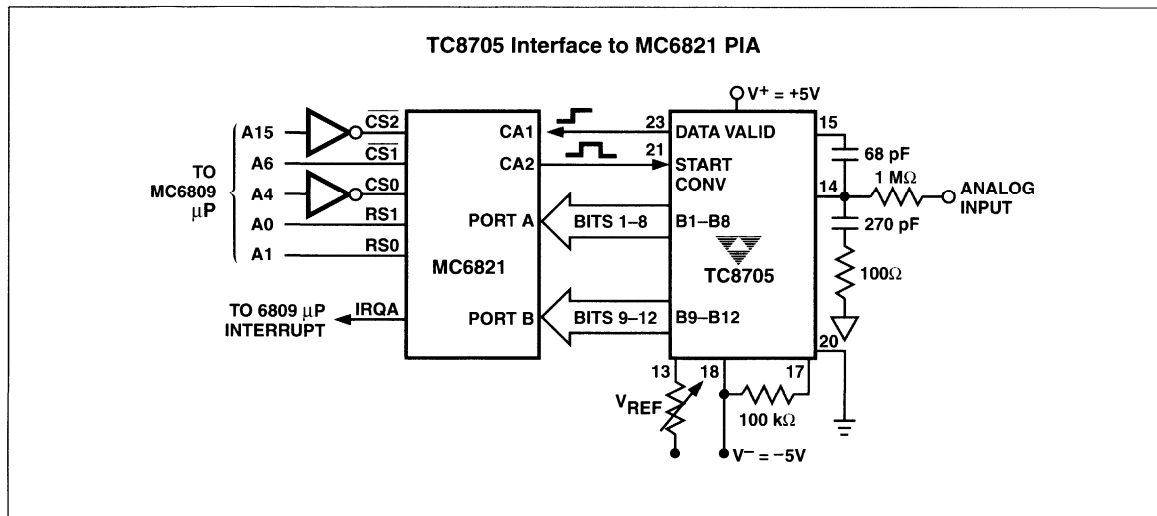 TC8705 Interface to MC6821 PIA
V+ = +5V
A15
CS2
CA1
23
DATA VALID
15
A6
CS1
CA2
21
START
CONV
68 pF
TO
MC6809
μP
A4
CS0
14
1 MΩ
ANALOG
INPUT
A0
RS1
PORT A
BITS 1–8
B1–B8
270 pF
A1
RS0
MC6821
TC8705
100Ω
TO 6809 μP
INTERRUPT
IRQA
PORT B
BITS 9–12
B9–B12
20
13
18
17
VREF
100 kΩ
V– = –5V